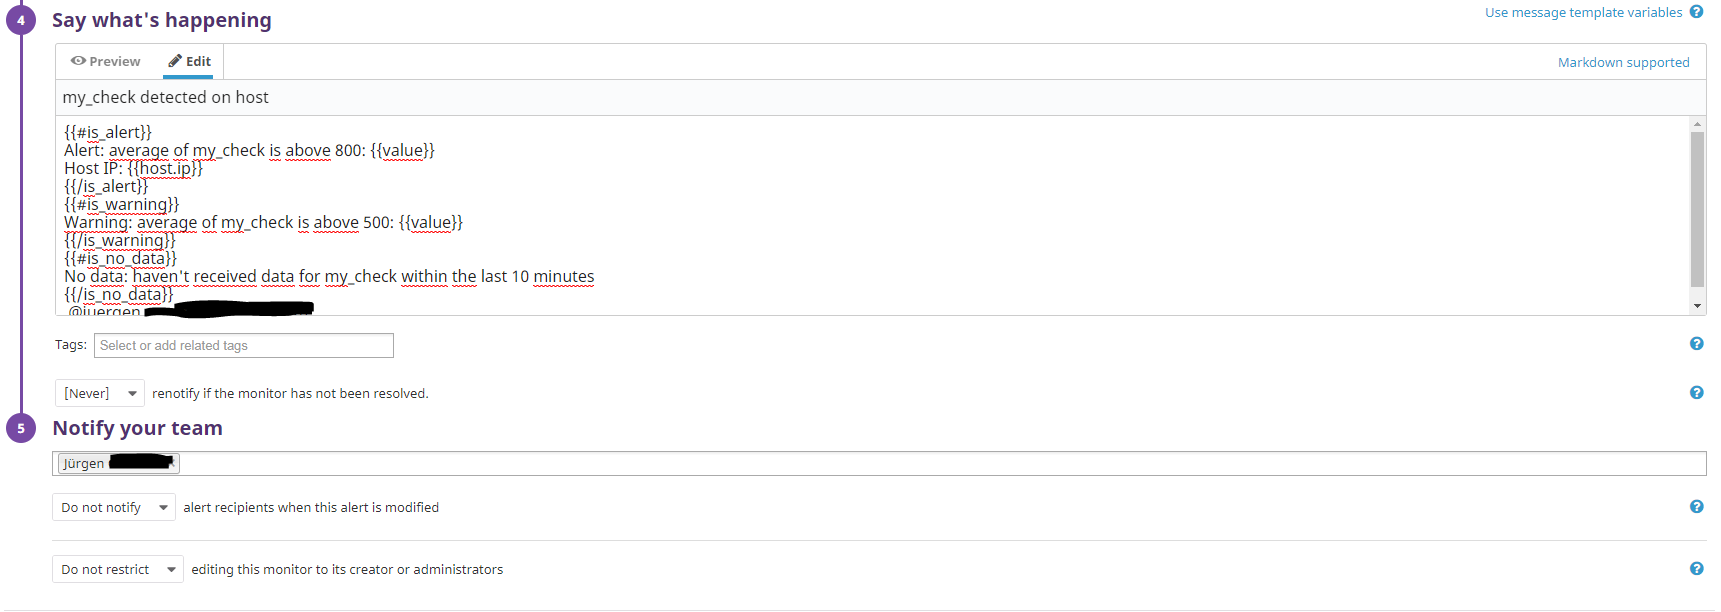 4 Say what's happening
Use message template variables ?
Preview Edit
Markdown supported
my_check detected on host
{{#is_alert}}
Alert: average of my_check is above 800: {{value}}
Host IP: {{host.ip}}
{{/is_alert}}
{{#is_warning}}
Warning: average of my_check is above 500: {{value}}
{{/is_warning}}
{{#is_no_data}}
No data: haven't received data for my_check within the last 10 minutes
{{/is_no_data}}
@juergen
Tags: Select or add related tags ?
[Never] renotify if the monitor has not been resolved. ?
5 Notify your team
Jürgen
Do not notify alert recipients when this alert is modified ?
Do not restrict editing this monitor to its creator or administrators ?